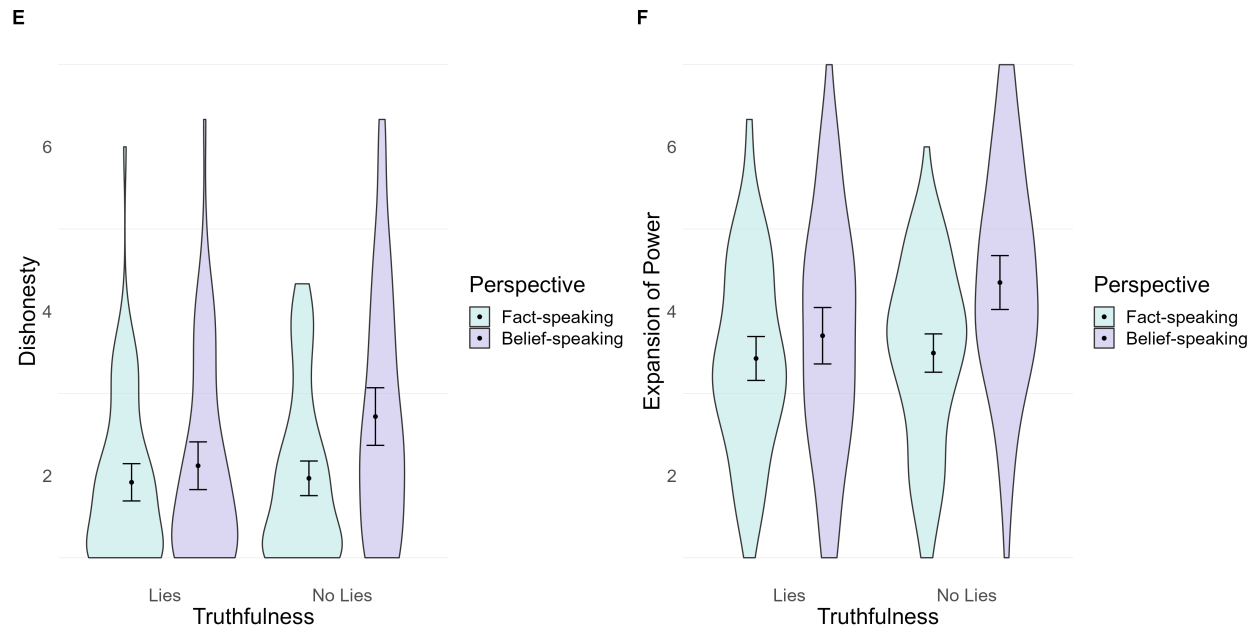 E
6
4
2
Dishonesty
Lies
No Lies
Truthfulness
Perspective
Fact-speaking
Belief-speaking
F
6
4
2
Expansion of Power
Lies
No Lies
Truthfulness
Perspective
Fact-speaking
Belief-speaking